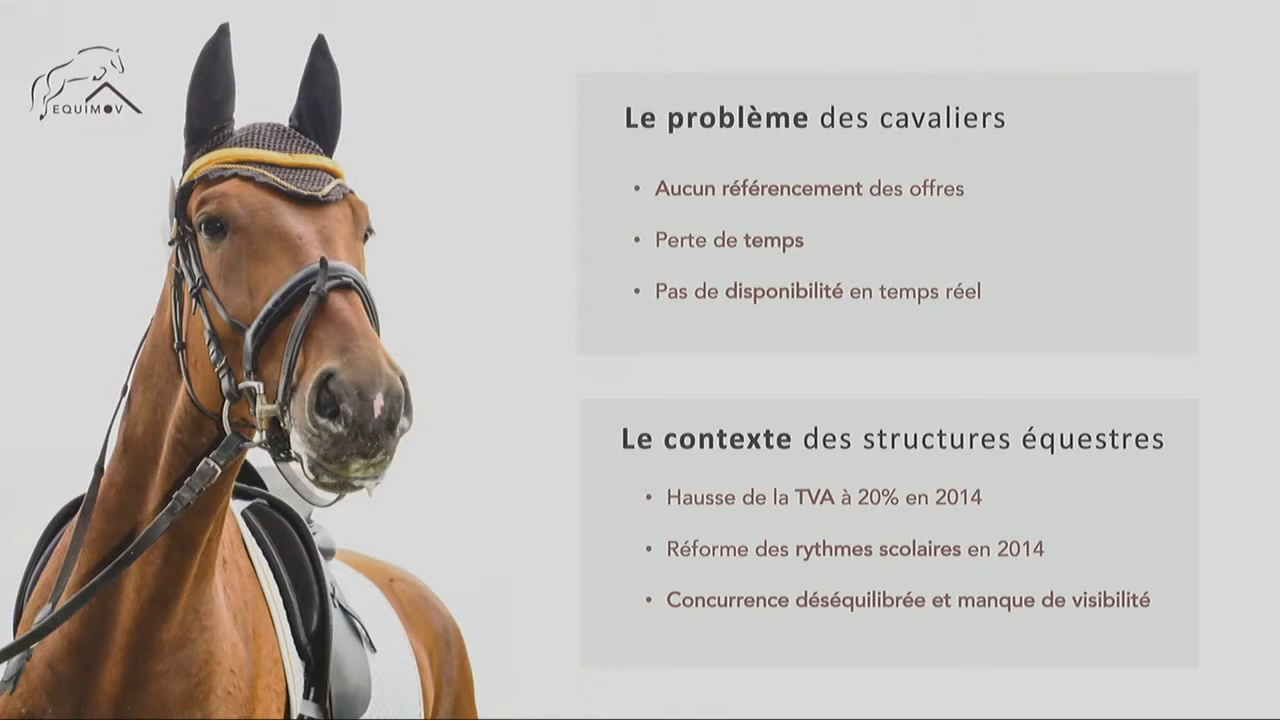 EQUIMOV
Le problème des cavaliers
• Aucun référencement des offres
• Perte de temps
• Pas de disponibilité en temps réel
Le contexte des structures équestres
• Hausse de la TVA à 20% en 2014
• Réforme des rythmes scolaires en 2014
• Concurrence déséquilibrée et manque de visibilité